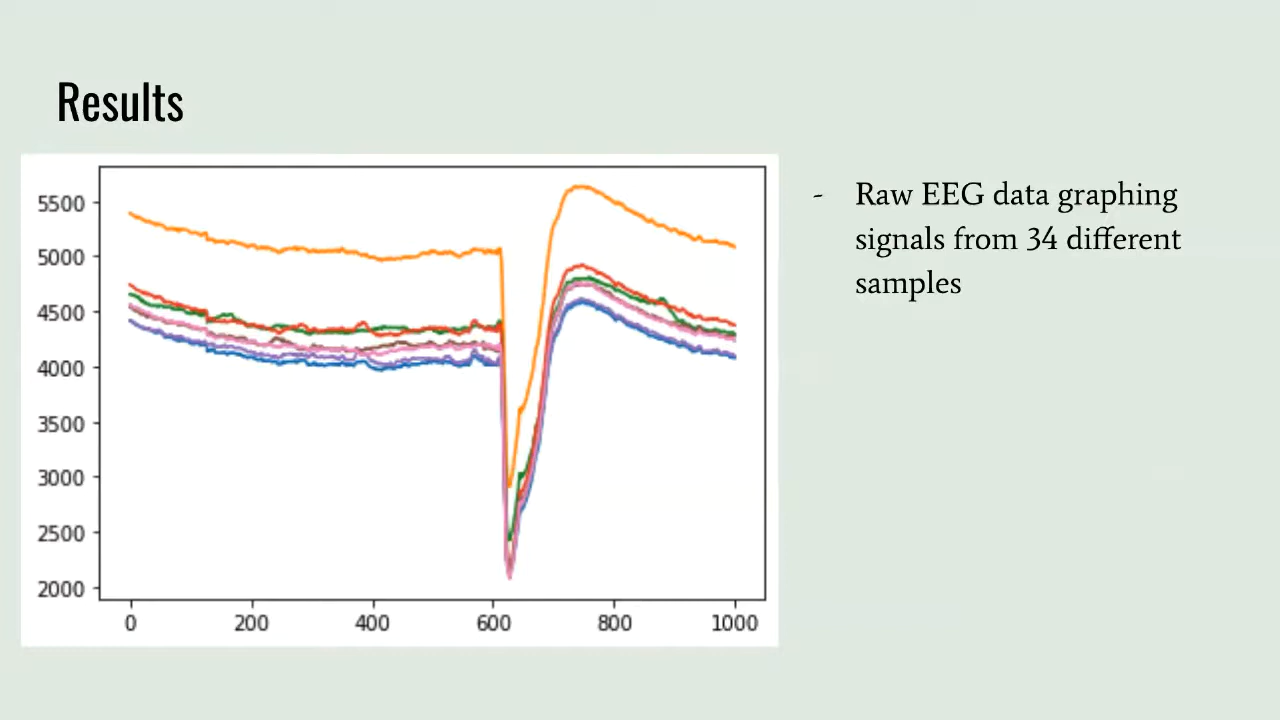 Results
- Raw EEG data graphing
signals from 34 different
samples
5500
5000
4500
4000
3500
3000
2500
2000
0 200 400 600 800 1000